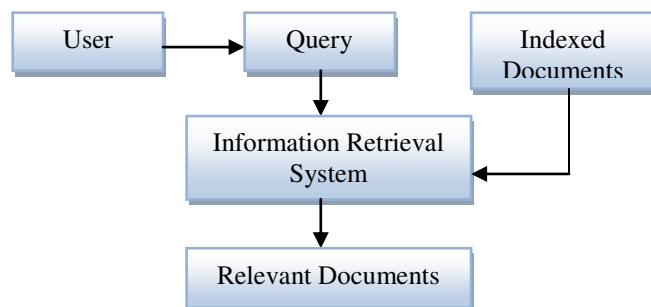 User
Query
Indexed
Documents
Information Retrieval
System
Relevant Documents